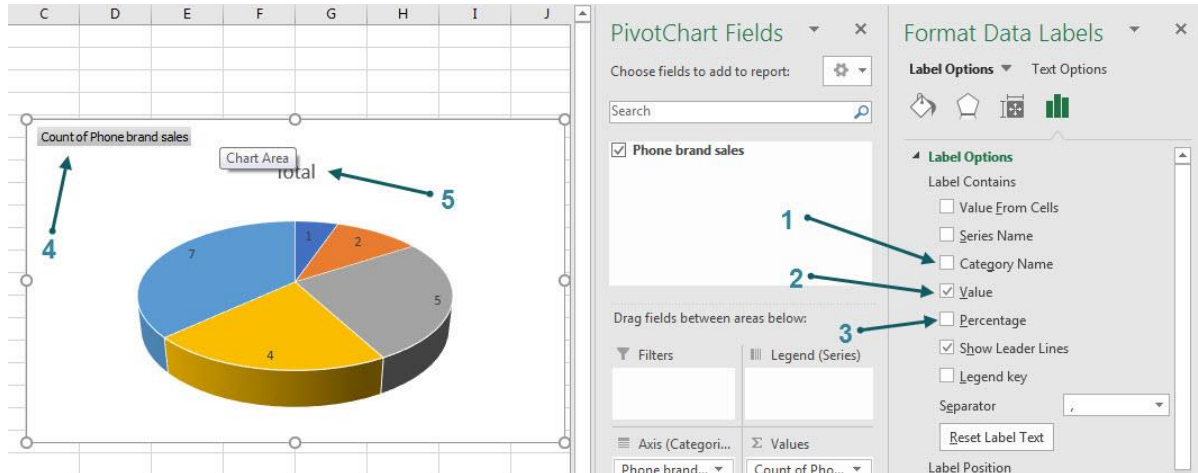 C D E F G H I J
Count of Phone brand sales
Chart Area
Total
4
5
1
2
7
5
4
PivotChart Fields
Choose fields to add to report:
Search
Phone brand sales
1
2
3
Drag fields between areas below:
Filters
Legend (Series)
Axis (Categori...
Σ Values
Phone brand...
Count of Pho...
Format Data Labels
Label Options
Text Options
Label Options
Label Contains
Value From Cells
Series Name
Category Name
Value
Percentage
Show Leader Lines
Legend key
Separator ,
Reset Label Text
Label Position